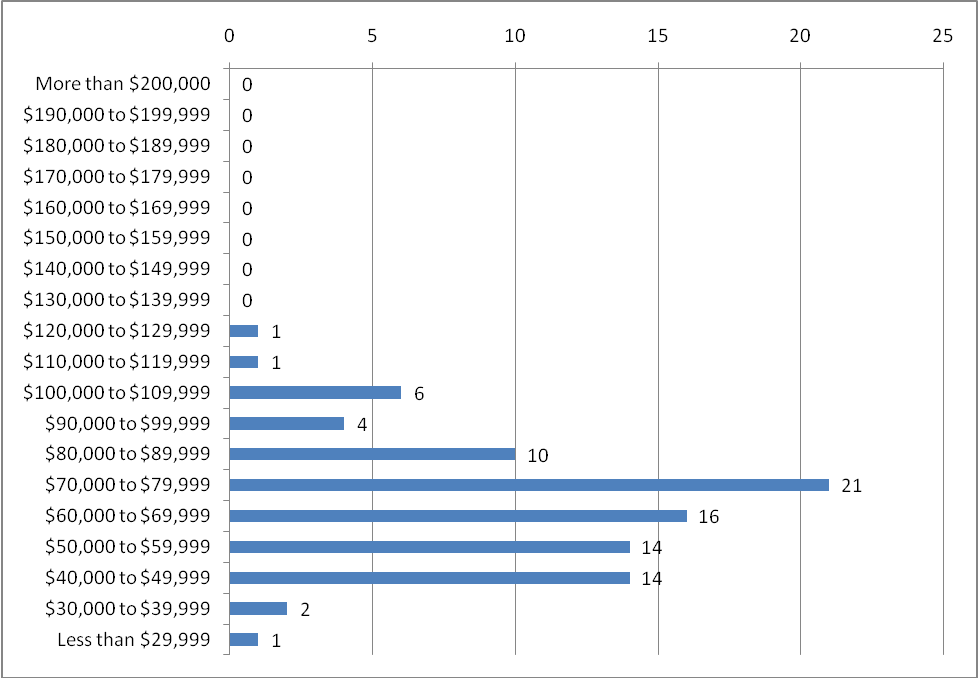 0 5 10 15 20 25
More than $200,000 0
$190,000 to $199,999 0
$180,000 to $189,999 0
$170,000 to $179,999 0
$160,000 to $169,999 0
$150,000 to $159,999 0
$140,000 to $149,999 0
$130,000 to $139,999 0
$120,000 to $129,999 1
$110,000 to $119,999 1
$100,000 to $109,999 6
$90,000 to $99,999 4
$80,000 to $89,999 10
$70,000 to $79,999 21
$60,000 to $69,999 16
$50,000 to $59,999 14
$40,000 to $49,999 14
$30,000 to $39,999 2
Less than $29,999 1